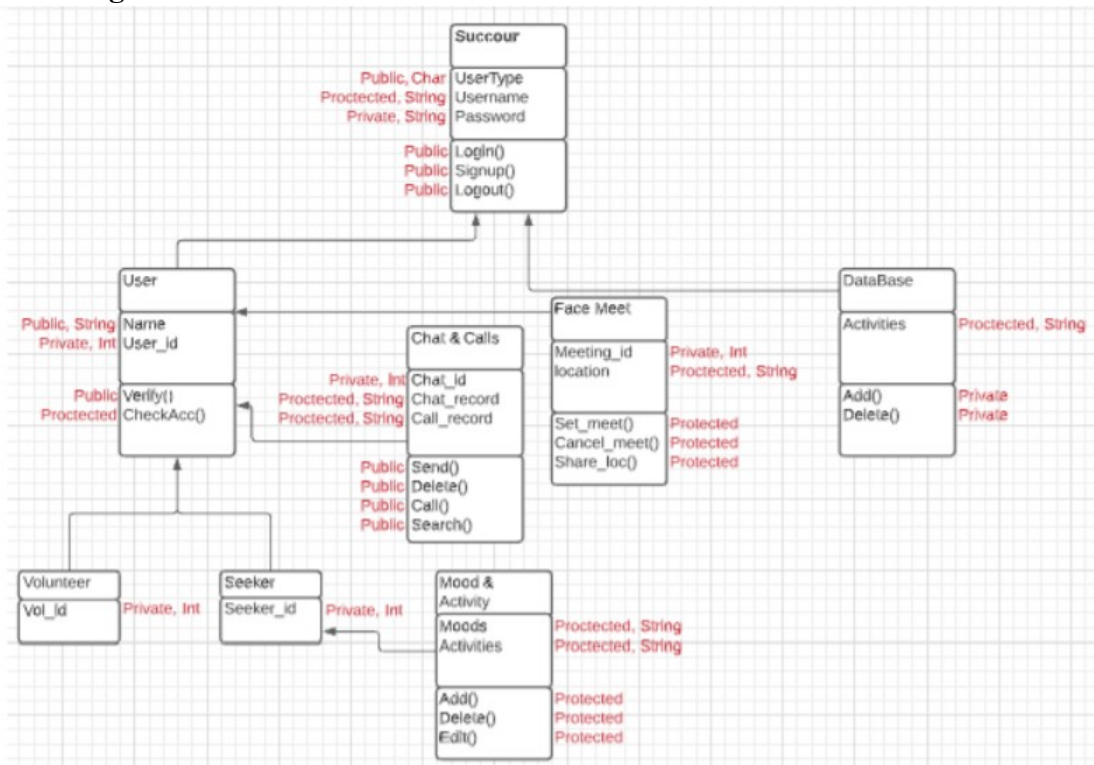 Succour
Public, Char UserType
Proctected, String Username
Private, String Password
Public Login()
Public Signup()
Public Logout()
User
Public, String Name
Private, Int User_id
Public Verify()
Proctected CheckAcc()
Chat & Calls
Private, Int Chat_id
Proctected, String Chat_record
Proctected, String Call_record
Public Send()
Public Delete()
Public Call()
Public Search()
Face Meet
Meeting_id Private, Int
location Proctected, String
Set_meet() Protected
Cancel_meet() Protected
Share_loc() Protected
DataBase
Activities Proctected, String
Add() Private
Delete() Private
Volunteer
Vol_Id Private, Int
Seeker
Seeker_id Private, Int
Mood &
Activity
Moods Proctected, String
Activities Proctected, String
Add() Protected
Delete() Protected
Edit() Protected